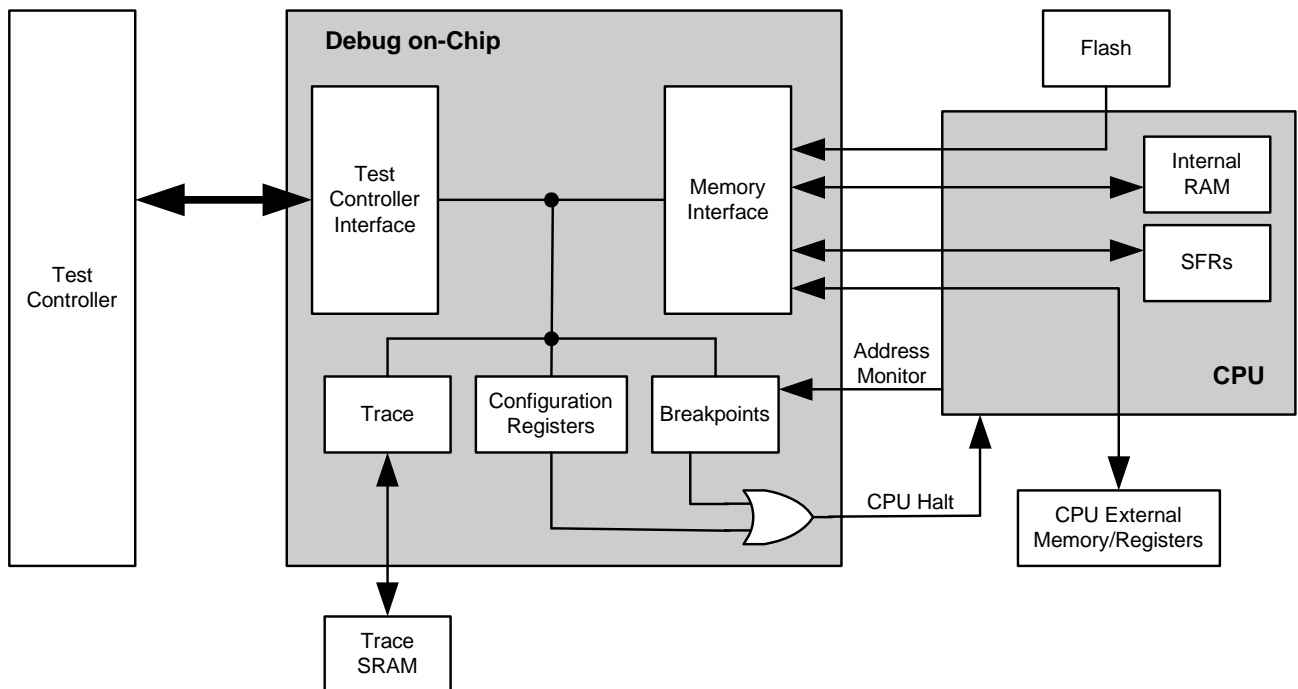 Debug on-Chip
Flash
Test
Controller
Interface
Memory
Interface
Internal
RAM
SFRs
Test
Controller
Address
Monitor
CPU
Trace
Configuration
Registers
Breakpoints
CPU Halt
CPU External
Memory/Registers
Trace
SRAM